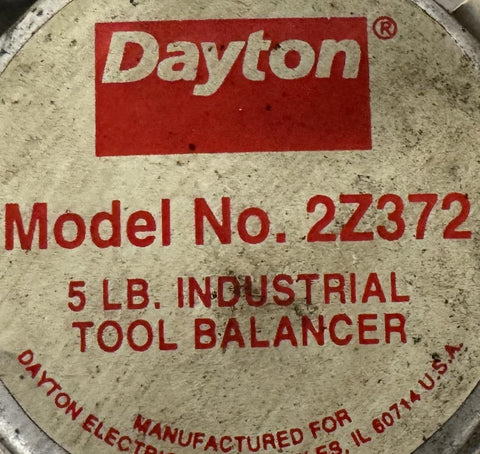 Dayton®
Model No. 2Z372
5 LB. INDUSTRIAL
TOOL BALANCER
MANUFACTURED FOR
DAYTON ELECTRIC IL 60714 U.S.A.